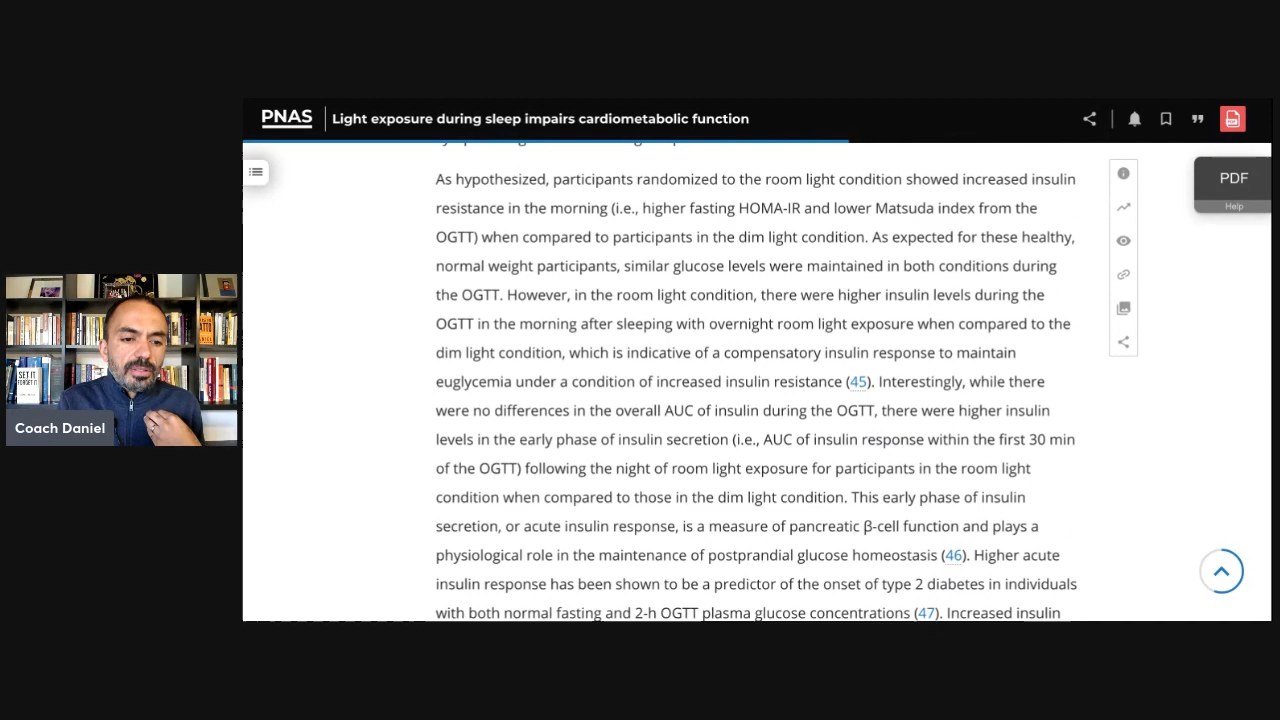 PNAS
Light exposure during sleep impairs cardiometabolic function
PDF
Help
As hypothesized, participants randomized to the room light condition showed increased insulin
resistance in the morning (i.e., higher fasting HOMA-IR and lower Matsuda index from the
OGTT) when compared to participants in the dim light condition. As expected for these healthy,
normal weight participants, similar glucose levels were maintained in both conditions during
the OGTT. However, in the room light condition, there were higher insulin levels during the
OGTT in the morning after sleeping with overnight room light exposure when compared to the
dim light condition, which is indicative of a compensatory insulin response to maintain
euglycemia under a condition of increased insulin resistance (45). Interestingly, while there
were no differences in the overall AUC of insulin during the OGTT, there were higher insulin
levels in the early phase of insulin secretion (i.e., AUC of insulin response within the first 30 min
of the OGTT) following the night of room light exposure for participants in the room light
condition when compared to those in the dim light condition. This early phase of insulin
secretion, or acute insulin response, is a measure of pancreatic β-cell function and plays a
physiological role in the maintenance of postprandial glucose homeostasis (46). Higher acute
insulin response has been shown to be a predictor of the onset of type 2 diabetes in individuals
with both normal fasting and 2-h OGTT plasma glucose concentrations (47). Increased insulin
SET IT
FORGET IT
Coach Daniel